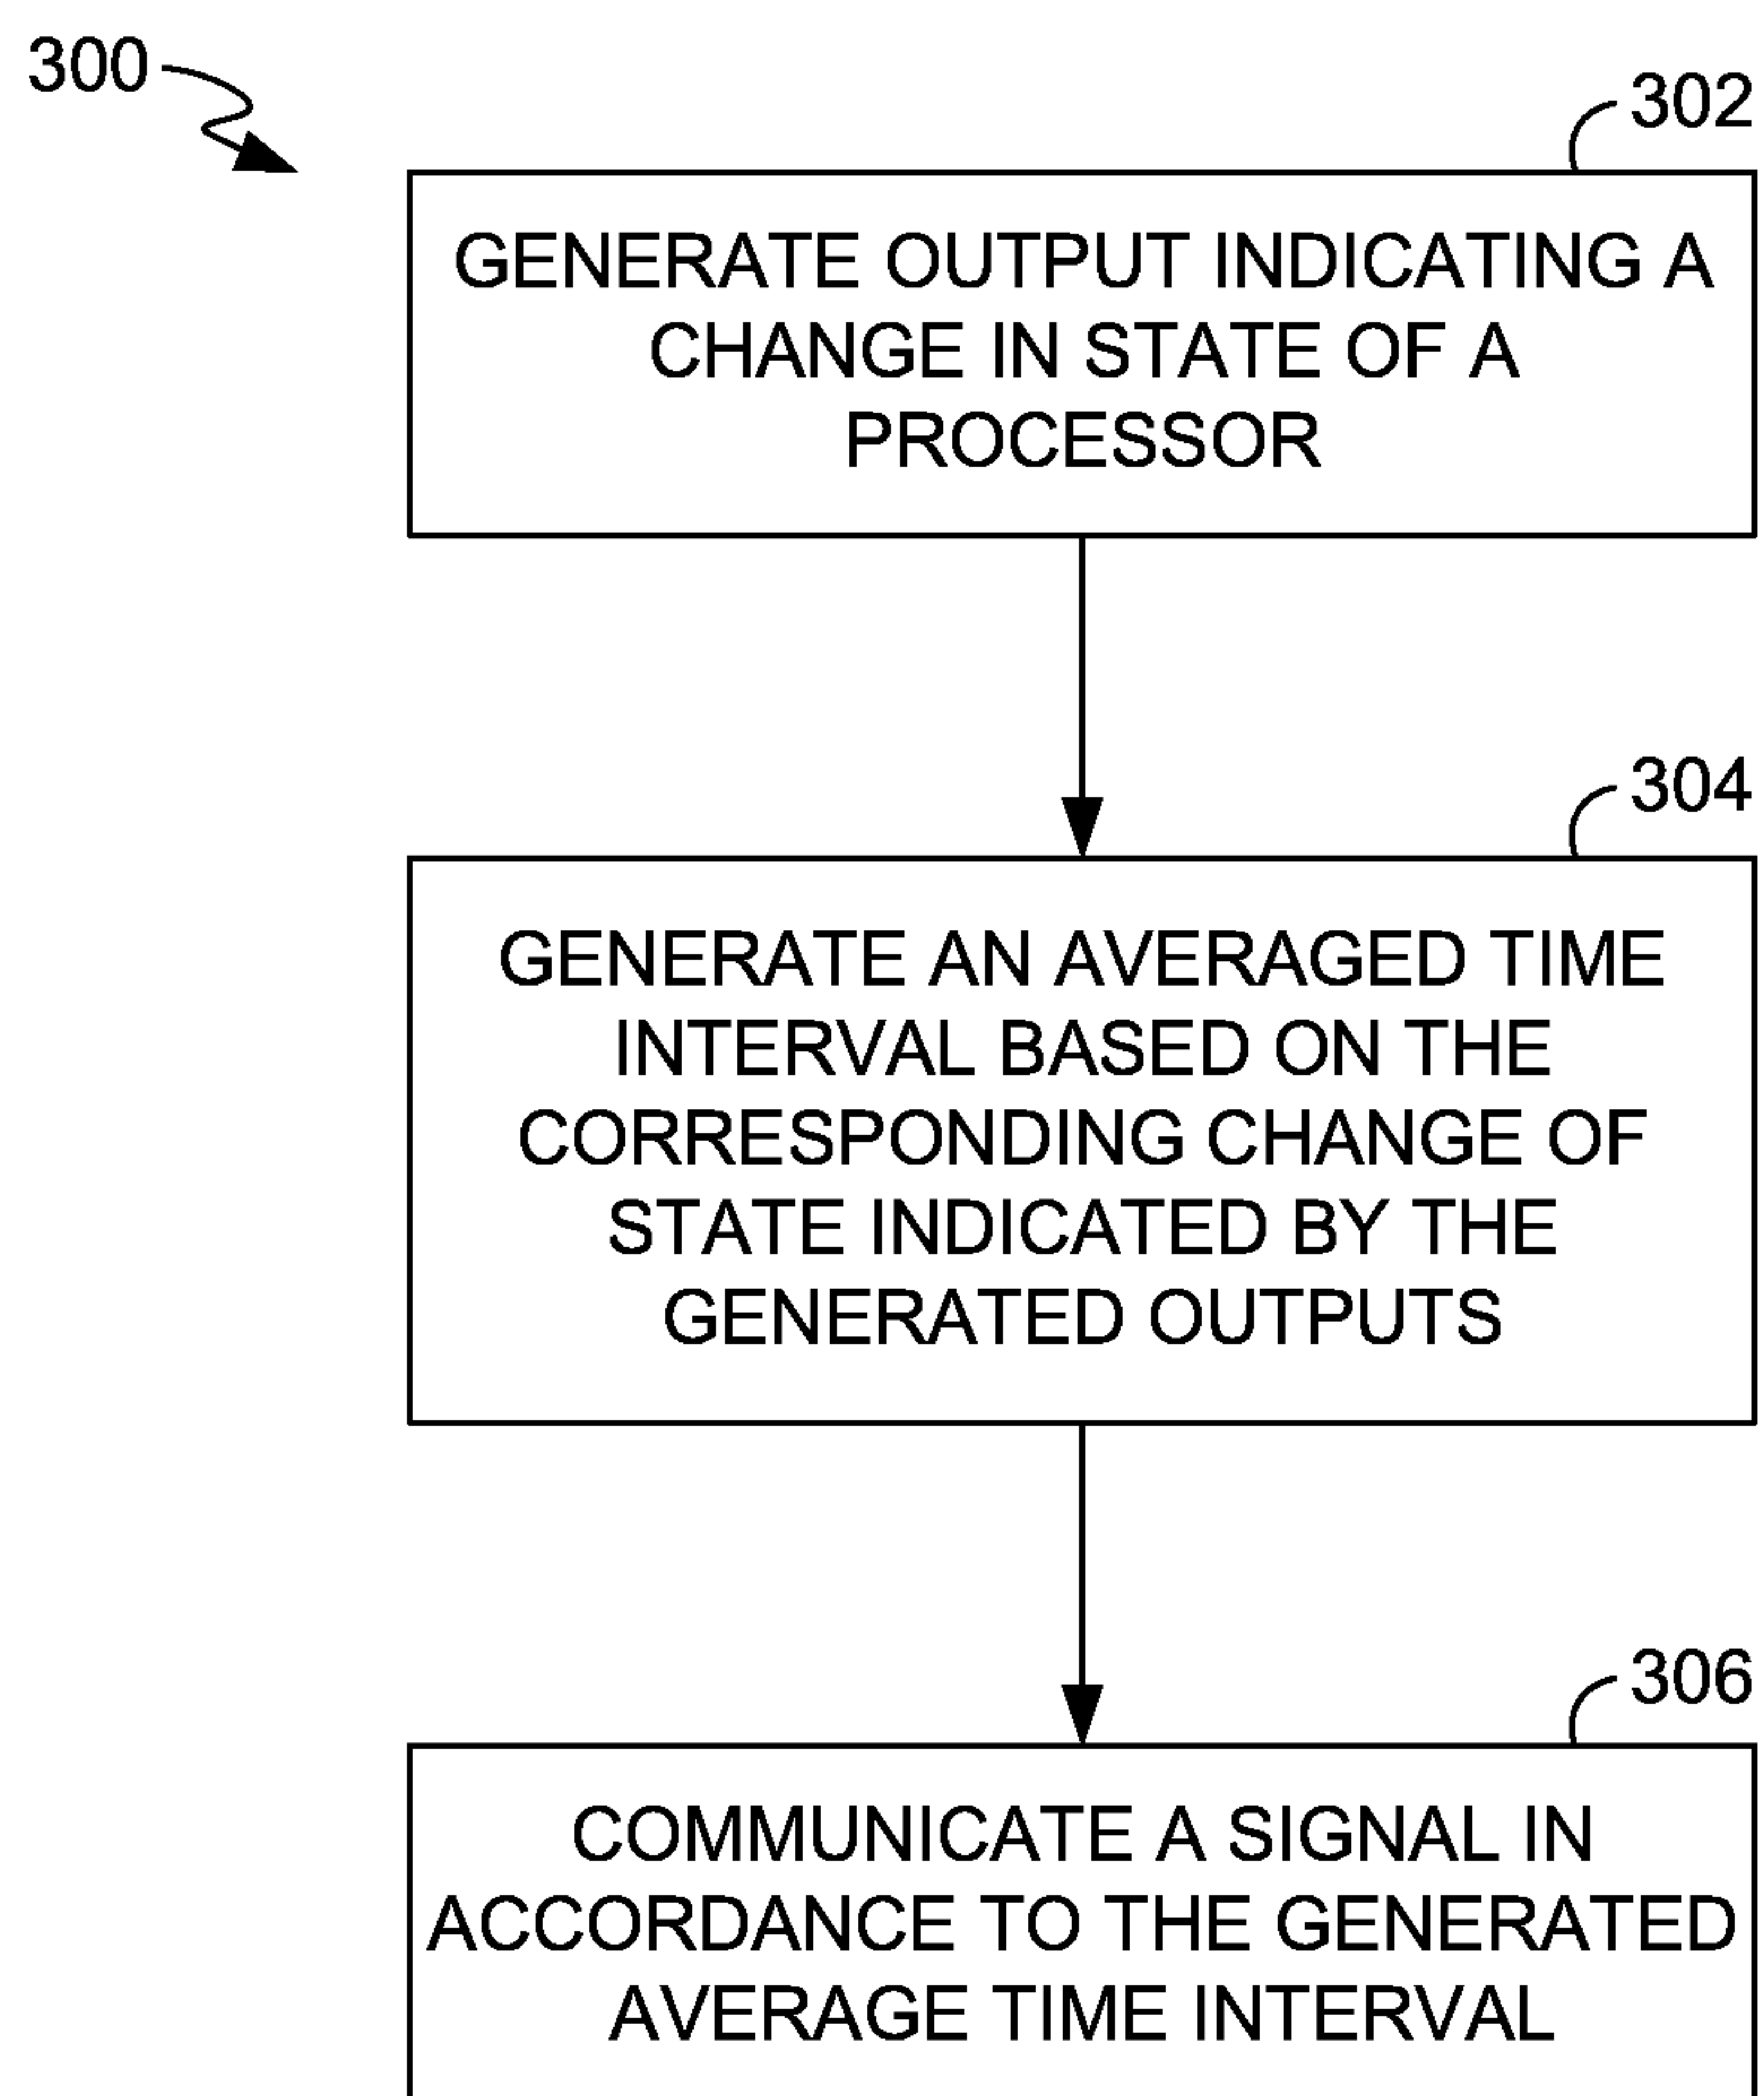 300
302
GENERATE OUTPUT INDICATING A
CHANGE IN STATE OF A
PROCESSOR
304
GENERATE AN AVERAGED TIME
INTERVAL BASED ON THE
CORRESPONDING CHANGE OF
STATE INDICATED BY THE
GENERATED OUTPUTS
306
COMMUNICATE A SIGNAL IN
ACCORDANCE TO THE GENERATED
AVERAGE TIME INTERVAL